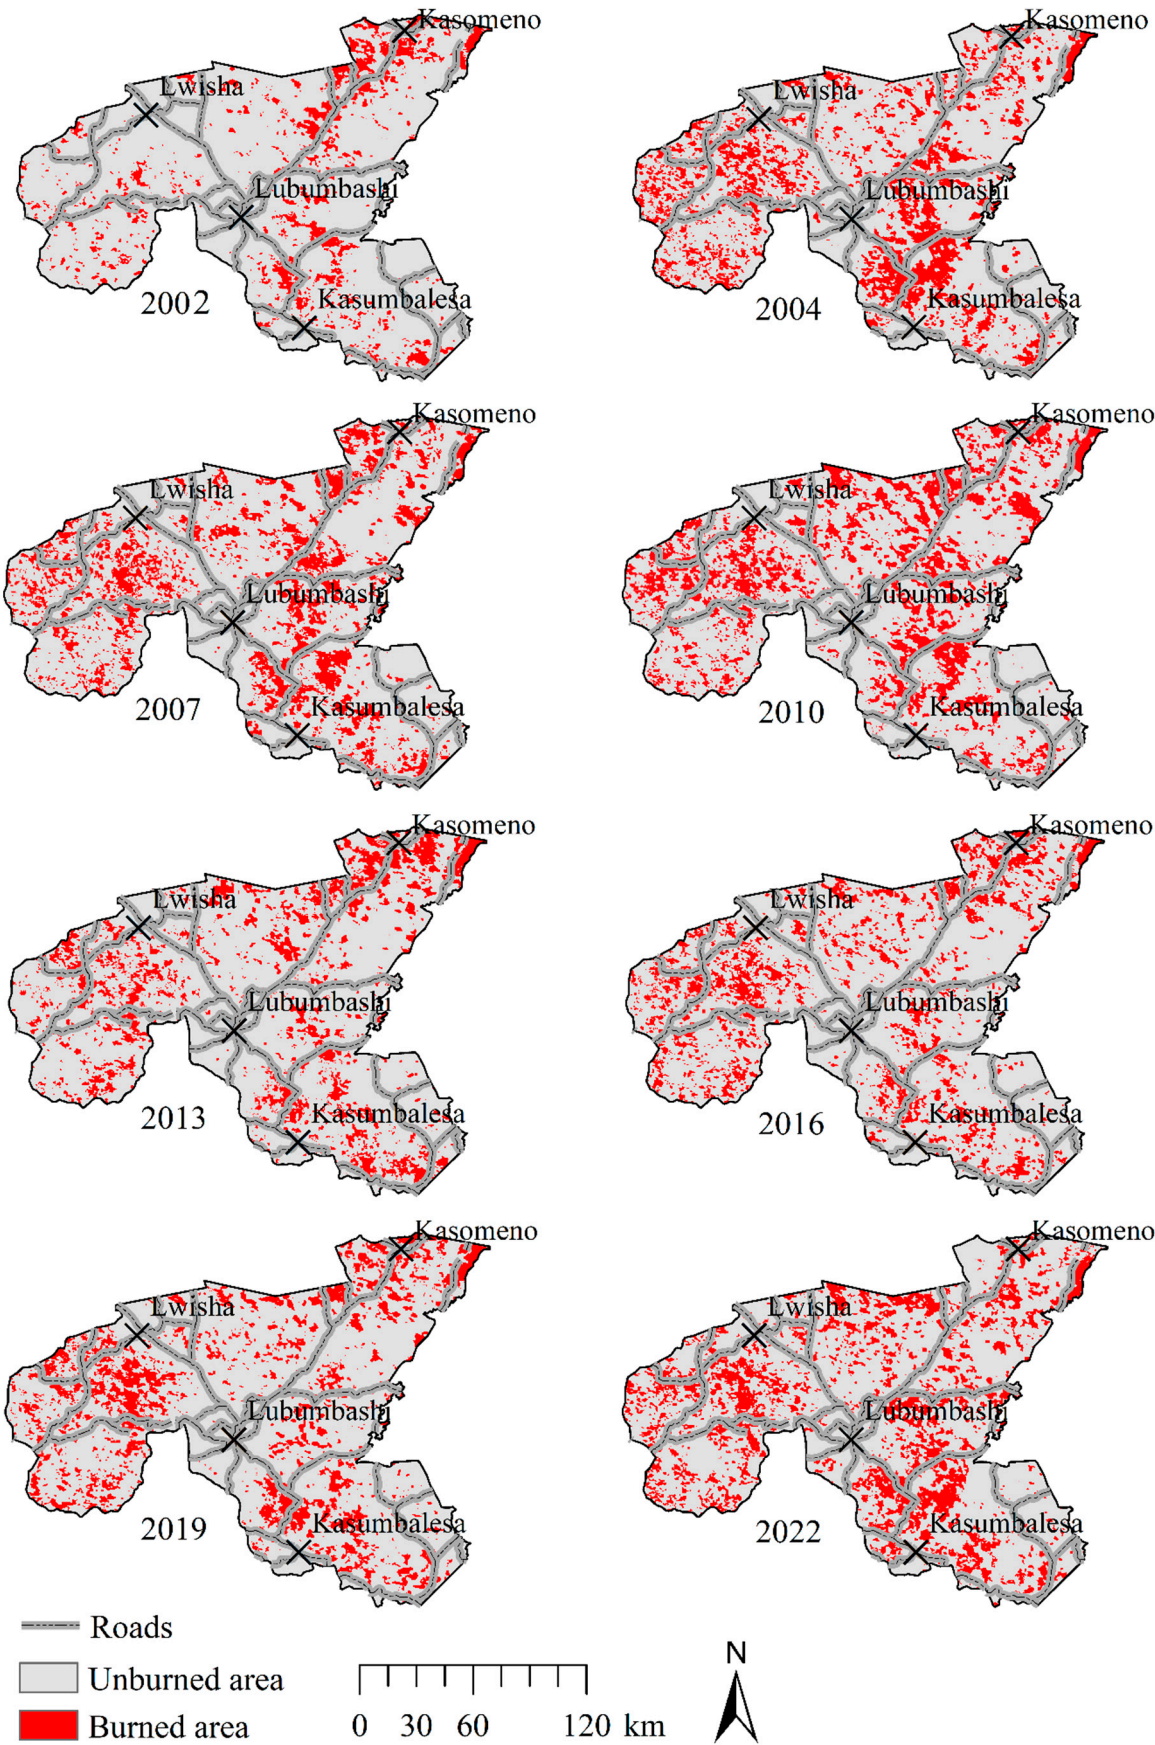 Kasomeno
Lwisha
Lubumbashi
Kasumbalesa
2002
Kasomeno
Lwisha
Lubumbashi
Kasumbalesa
2004
Kasomeno
Lwisha
Lubumbashi
Kasumbalesa
2007
Kasomeno
Lwisha
Lubumbashi
Kasumbalesa
2010
Kasomeno
Lwisha
Lubumbashi
Kasumbalesa
2013
Kasomeno
Lwisha
Lubumbashi
Kasumbalesa
2016
Kasomeno
Lwisha
Lubumbashi
Kasumbalesa
2019
Kasomeno
Lwisha
Lubumbashi
Kasumbalesa
2022
Roads
Unburned area
Burned area
0 30 60 120 km
N